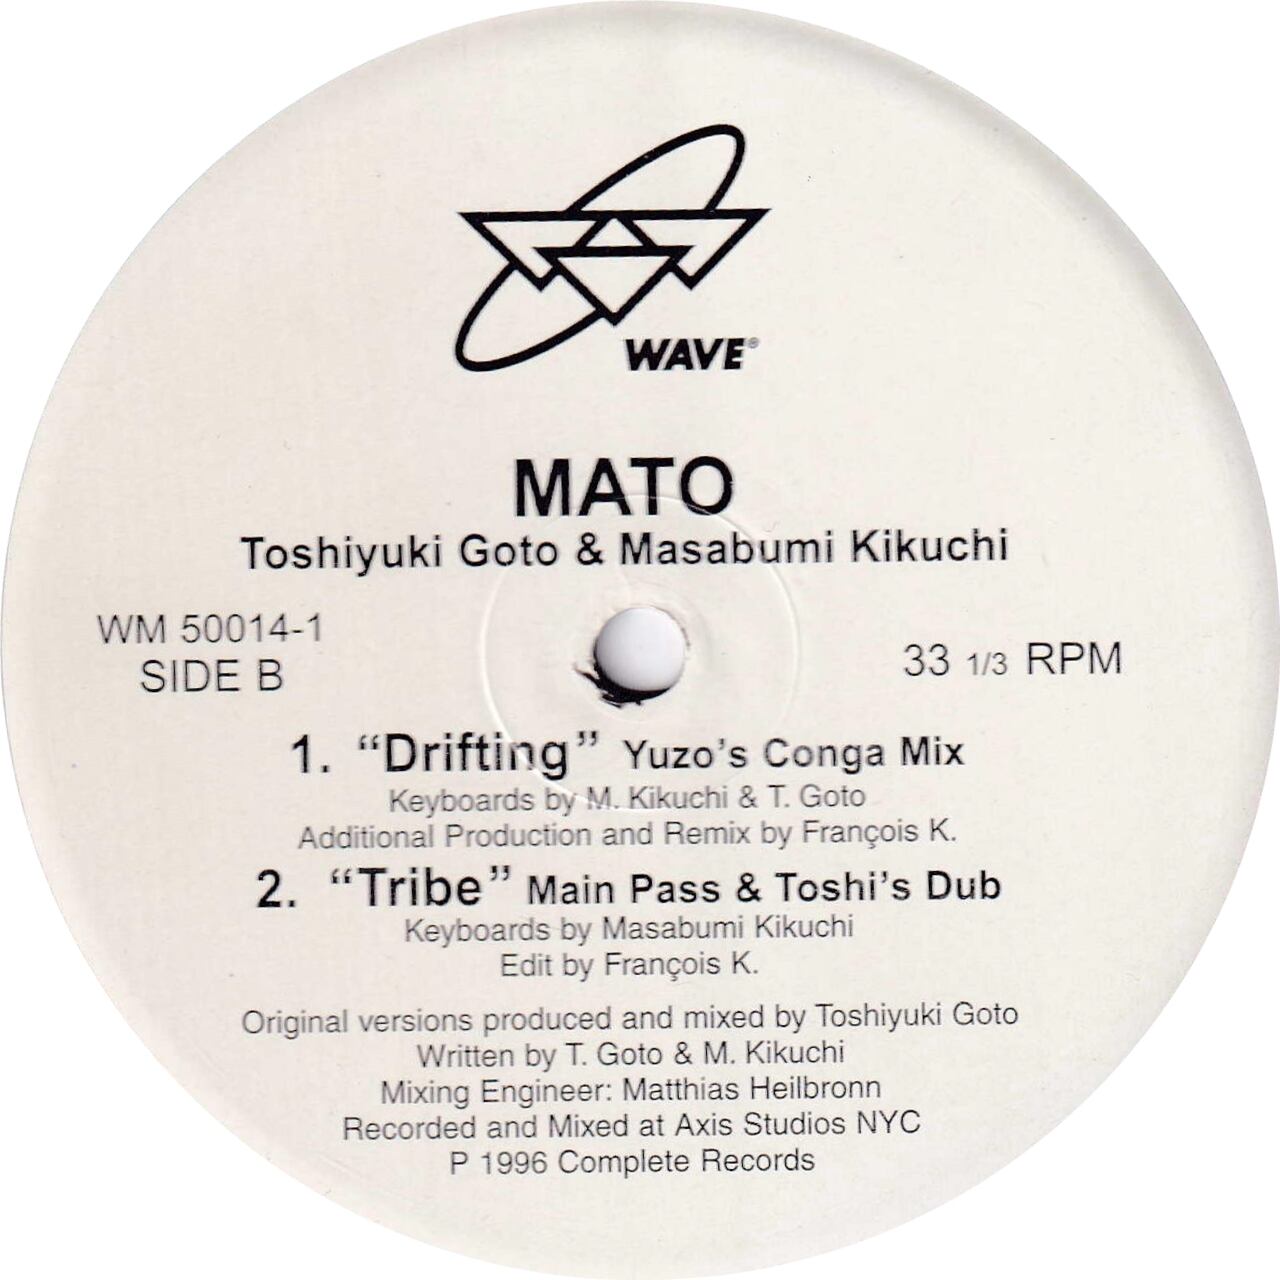 WAVE®
MATO
Toshiyuki Goto & Masabumi Kikuchi
WM 50014-1
SIDE B
33 1/3 RPM
1. “Drifting” Yuzo’s Conga Mix
Keyboards by M. Kikuchi & T. Goto
Additional Production and Remix by François K.
2. “Tribe” Main Pass & Toshi’s Dub
Keyboards by Masabumi Kikuchi
Edit by François K.
Original versions produced and mixed by Toshiyuki Goto
Written by T. Goto & M. Kikuchi
Mixing Engineer: Matthias Heilbronn
Recorded and Mixed at Axis Studios NYC
P 1996 Complete Records